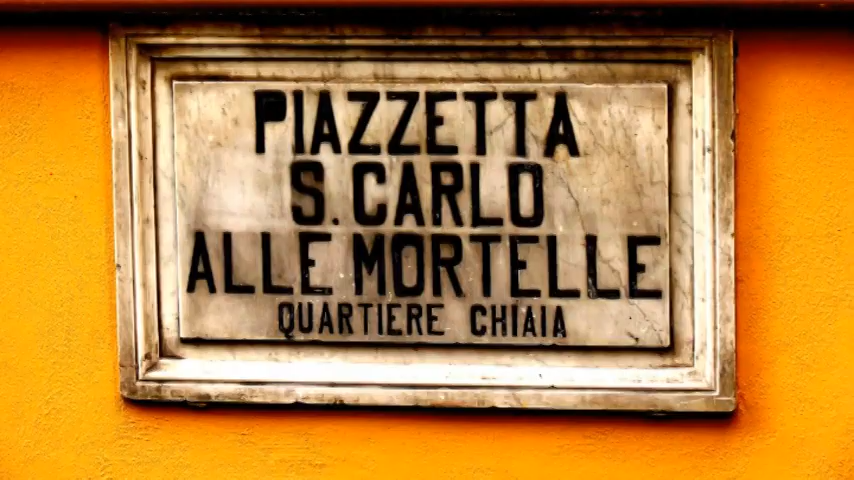 PIAZZETTA
S. CARLO
ALLE MORTELLE
QUARTIERE CHIAIA